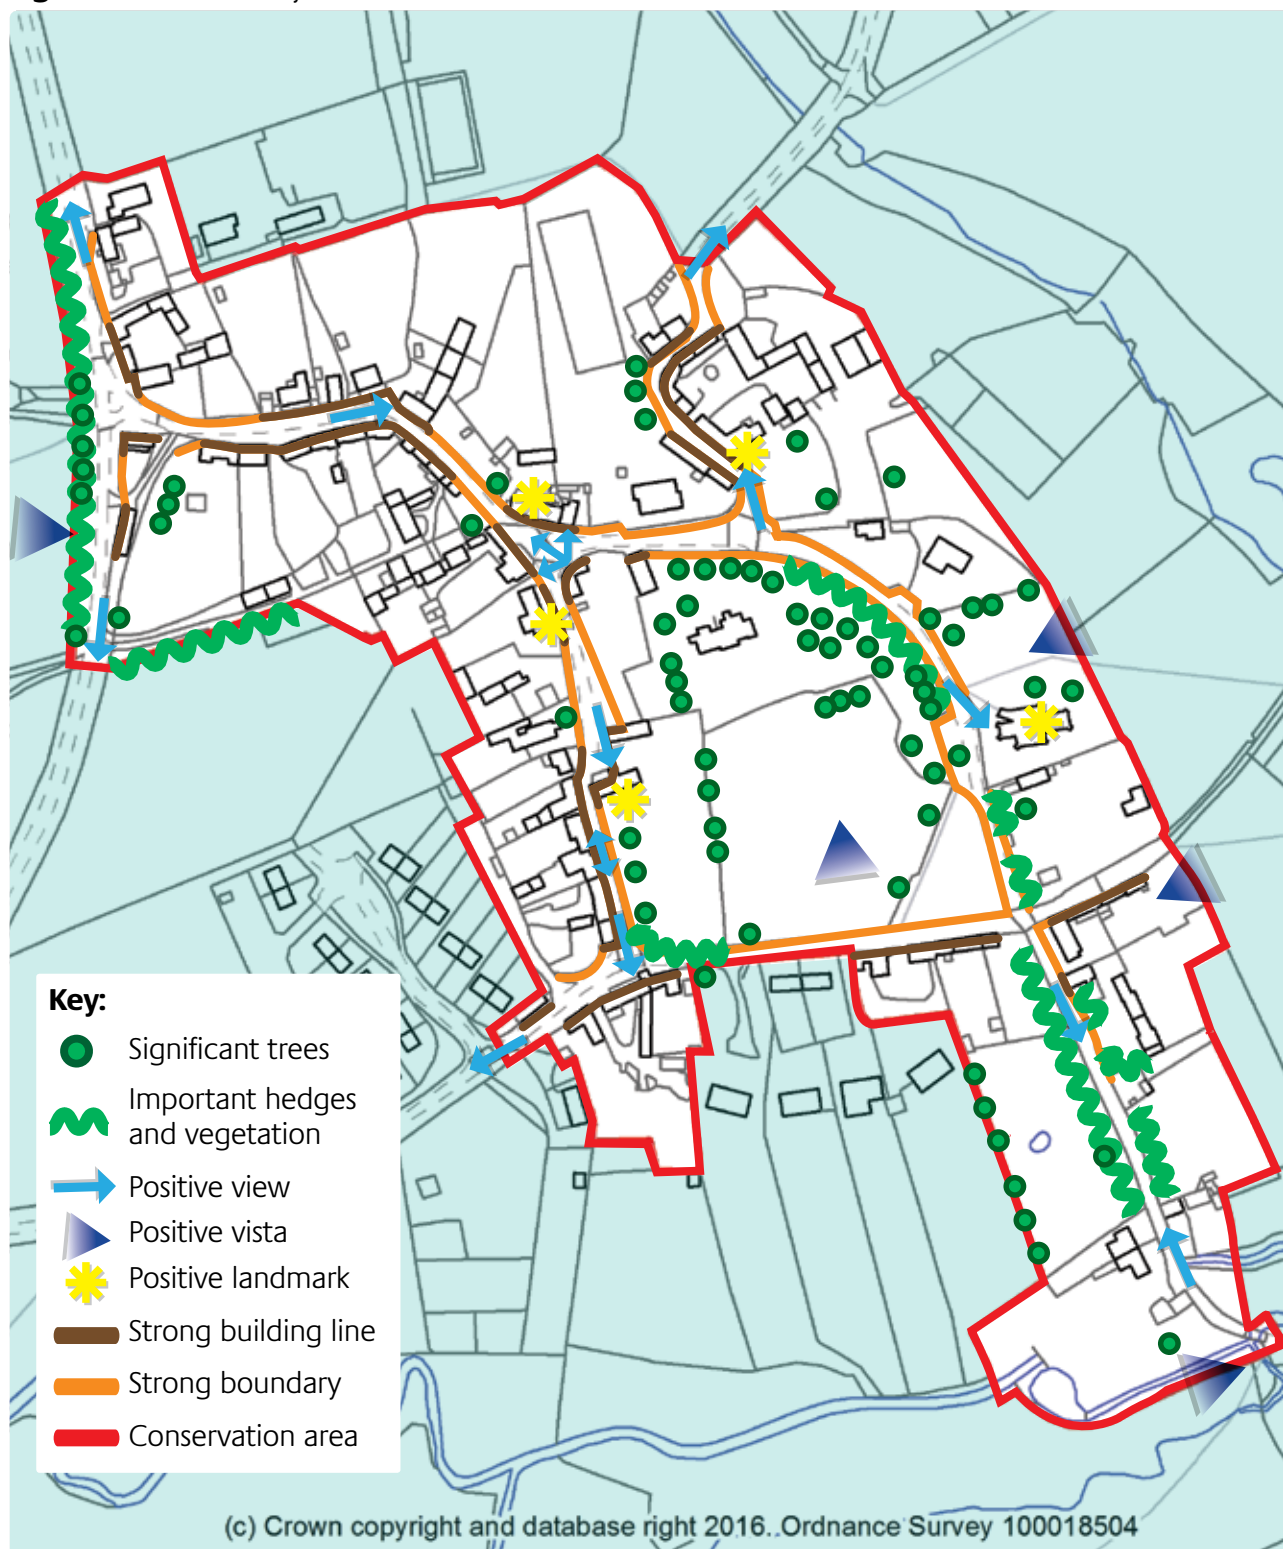 Key:
Significant trees
Important hedges
and vegetation
Positive view
Positive vista
Positive landmark
Strong building line
Strong boundary
Conservation area
(c) Crown copyright and database right 2016. Ordnance Survey 100018504